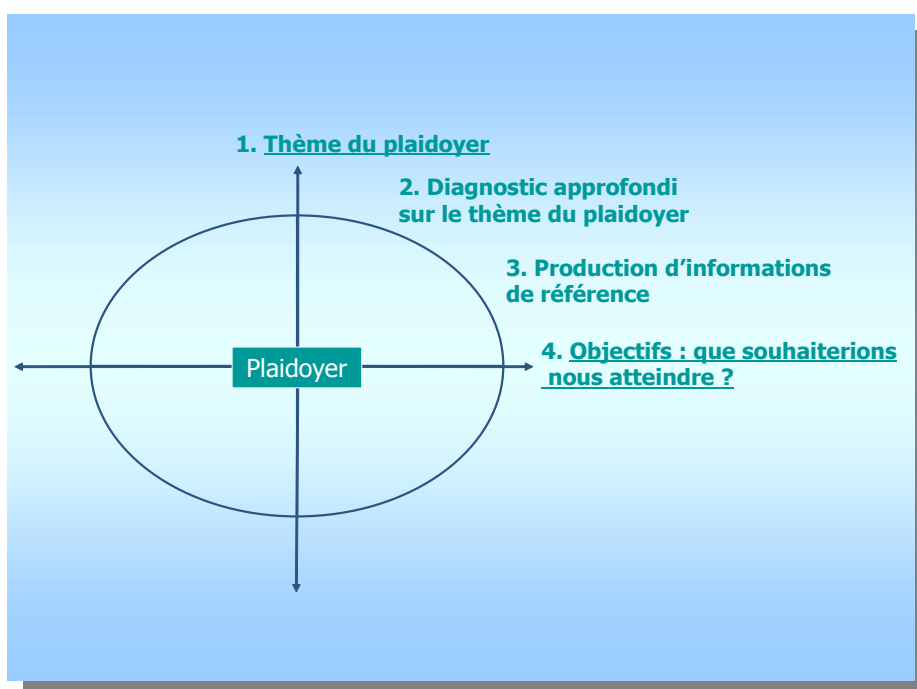 1. Thème du plaidoyer
2. Diagnostic approfondi
sur le thème du plaidoyer
3. Production d’informations
de référence
4. Objectifs : que souhaiterions
nous atteindre ?
Plaidoyer